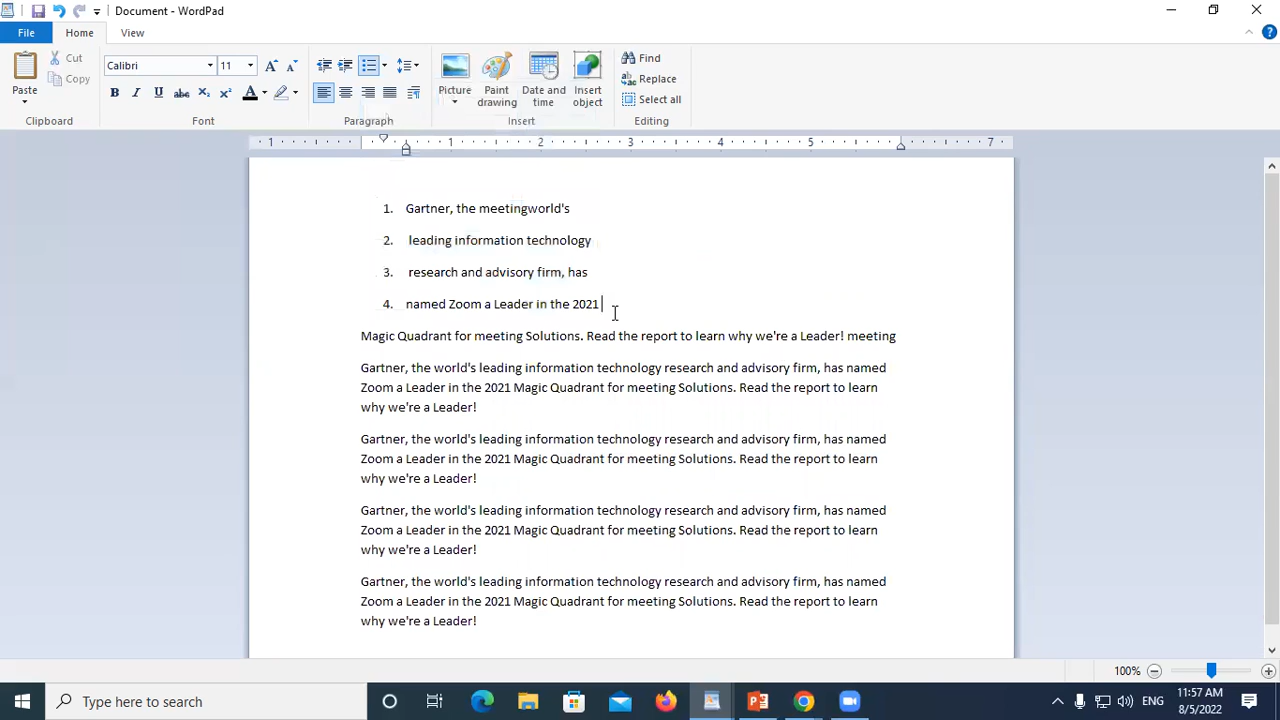 Document - WordPad
File Home View
Paste
Cut
Copy
Clipboard
Calibri 11
Font
Paragraph
Picture
Paint drawing
Date and time
Insert object
Insert
Find
Replace
Select all
Editing
1 1 2 3 4 5 7
1. Gartner, the meetingworld's
2. leading information technology
3. research and advisory firm, has
4. named Zoom a Leader in the 2021
Magic Quadrant for meeting Solutions. Read the report to learn why we're a Leader! meeting
Gartner, the world's leading information technology research and advisory firm, has named
Zoom a Leader in the 2021 Magic Quadrant for meeting Solutions. Read the report to learn
why we're a Leader!
Gartner, the world's leading information technology research and advisory firm, has named
Zoom a Leader in the 2021 Magic Quadrant for meeting Solutions. Read the report to learn
why we're a Leader!
Gartner, the world's leading information technology research and advisory firm, has named
Zoom a Leader in the 2021 Magic Quadrant for meeting Solutions. Read the report to learn
why we're a Leader!
Gartner, the world's leading information technology research and advisory firm, has named
Zoom a Leader in the 2021 Magic Quadrant for meeting Solutions. Read the report to learn
why we're a Leader!
100%
Type here to search
ENG
11:57 AM
8/5/2022